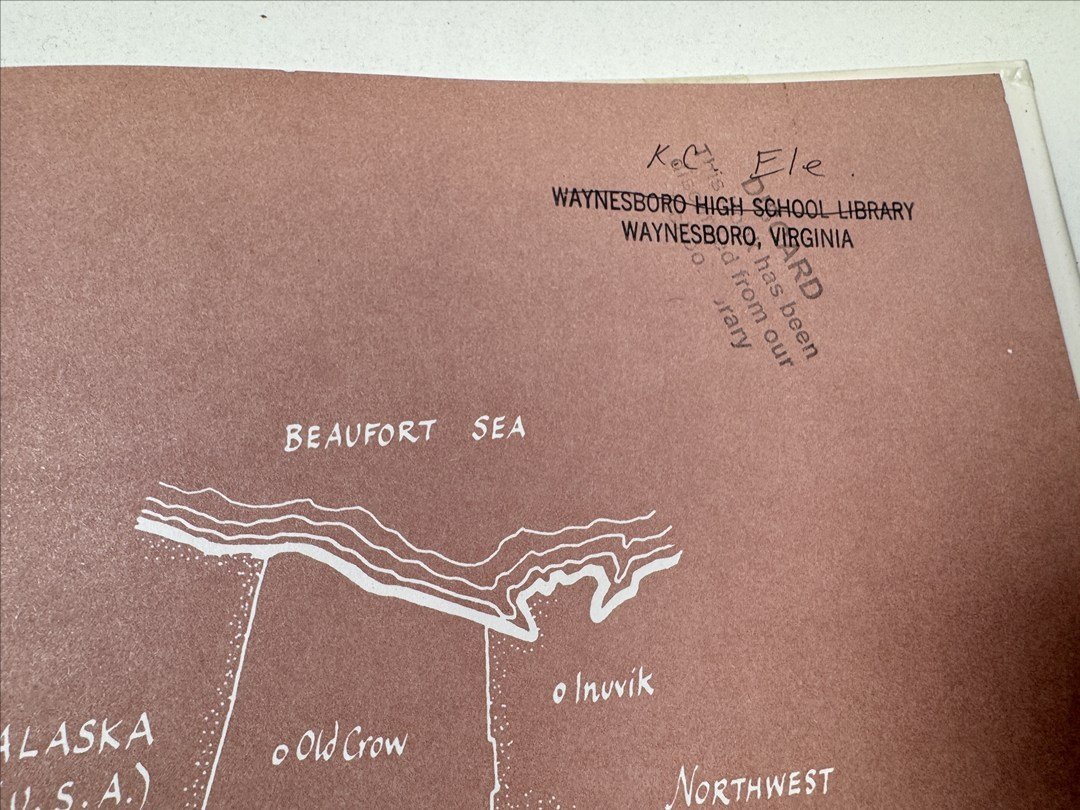 K.C Ele.
WAYNESBORO HIGH SCHOOL LIBRARY
WAYNESBORO, VIRGINIA
DISCARD
This has been
from our
BEAUFORT SEA
Inuvik
Old Crow
ALASKA
(U.S.A.)
NORTHWEST